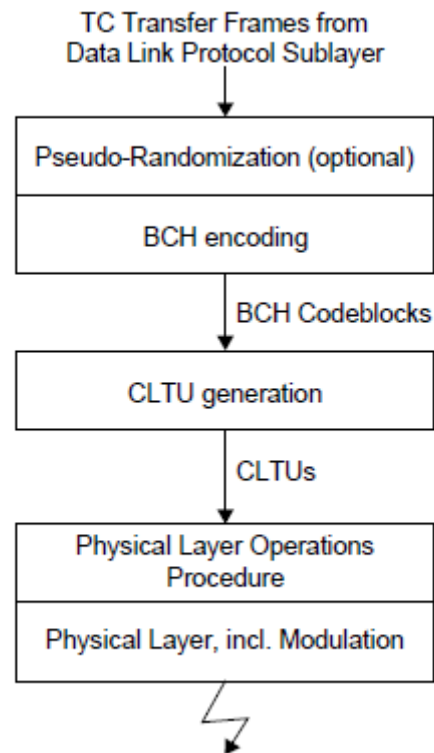 TC Transfer Frames from
Data Link Protocol Sublayer
Pseudo-Randomization (optional)
BCH encoding
BCH Codeblocks
CLTU generation
CLTUs
Physical Layer Operations
Procedure
Physical Layer, incl. Modulation